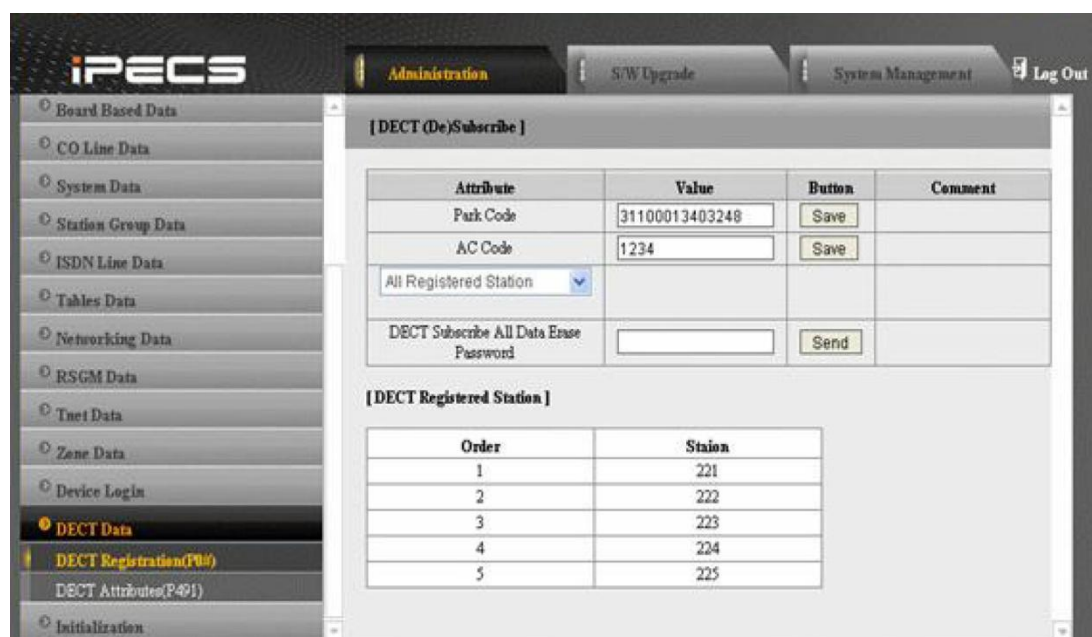 iPECS
Administration
S/W Upgrade
System Management
Log Out
Board Based Data
CO Line Data
System Data
Station Group Data
ISDN Line Data
Tables Data
Networking Data
RSGM Data
Tnet Data
Zone Data
Device Login
DECT Data
DECT Registration(P0#)
DECT Attributes(P491)
Initialization
[ DECT (De)Subscribe ]
Attribute Value Button Comment
Park Code 31100013403248 Save
AC Code 1234 Save
All Registered Station
DECT Subscribe All Data Erase
Password Send
[ DECT Registered Station ]
Order Staion
1 221
2 222
3 223
4 224
5 225